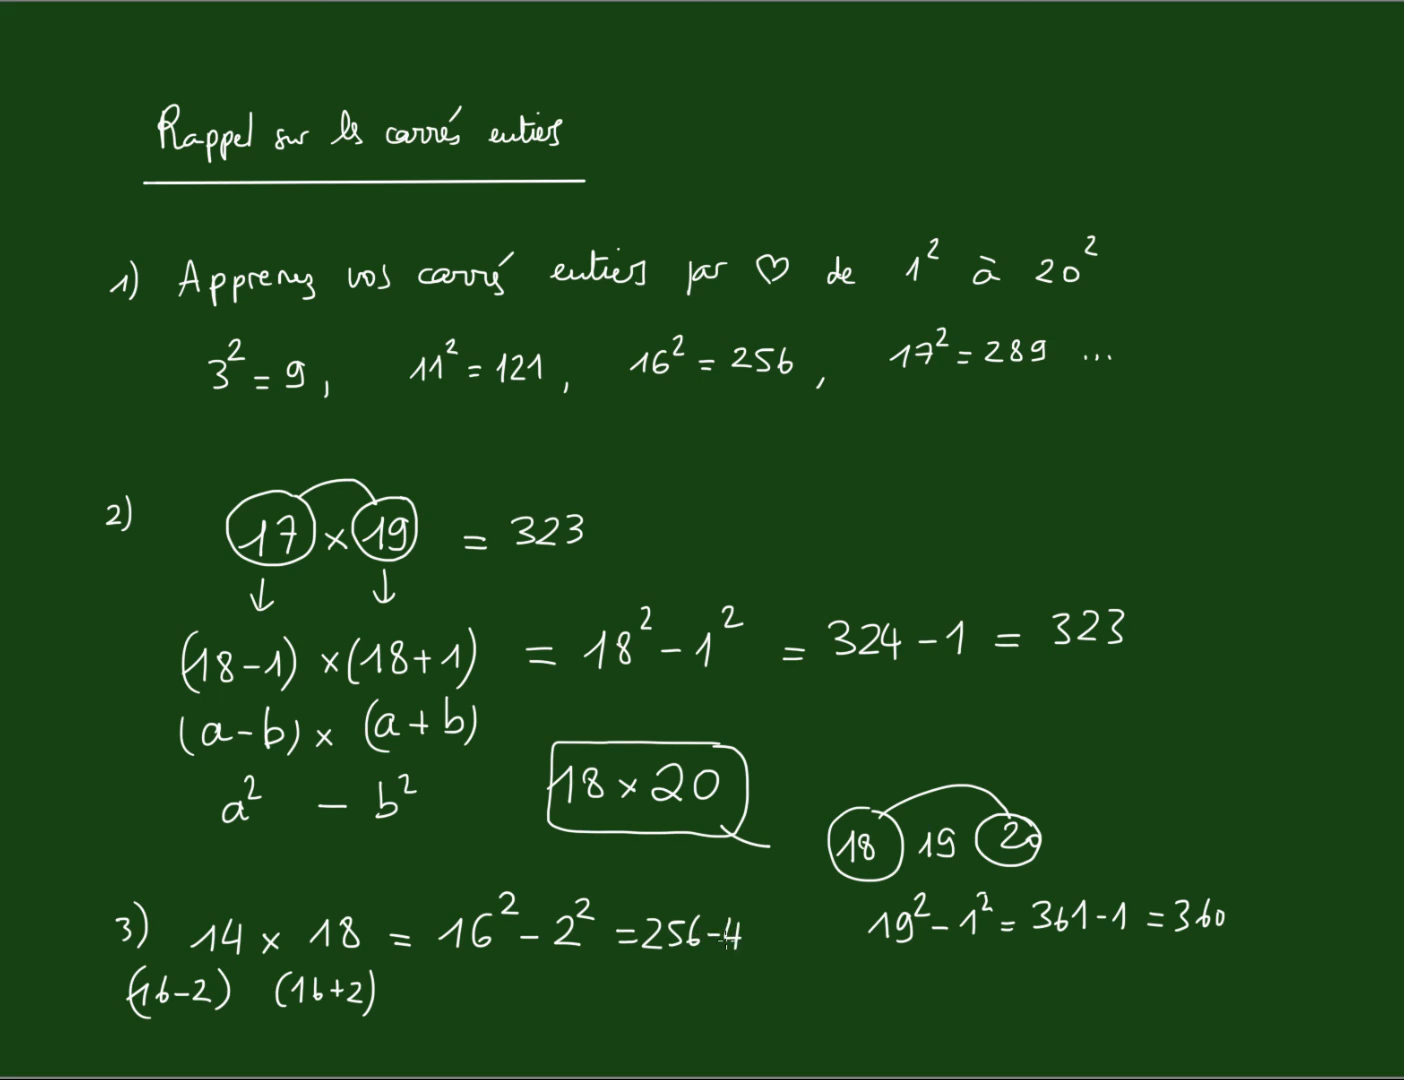 Rappel sur les carrés entiers
1) Apprenez vos carré entiers par ♡ de 1² à 20²
3² = 9, 11² = 121, 16² = 256, 17² = 289 ...
2) 17 × 19 = 323
↓ ↓
(18-1) ×(18+1) = 18² - 1² = 324 - 1 = 323
(a-b) × (a+b)
a² - b²
18 × 20
18 19 20
19² - 1² = 361 - 1 = 360
3) 14 × 18 = 16² - 2² = 256-4
(16-2) (16+2)